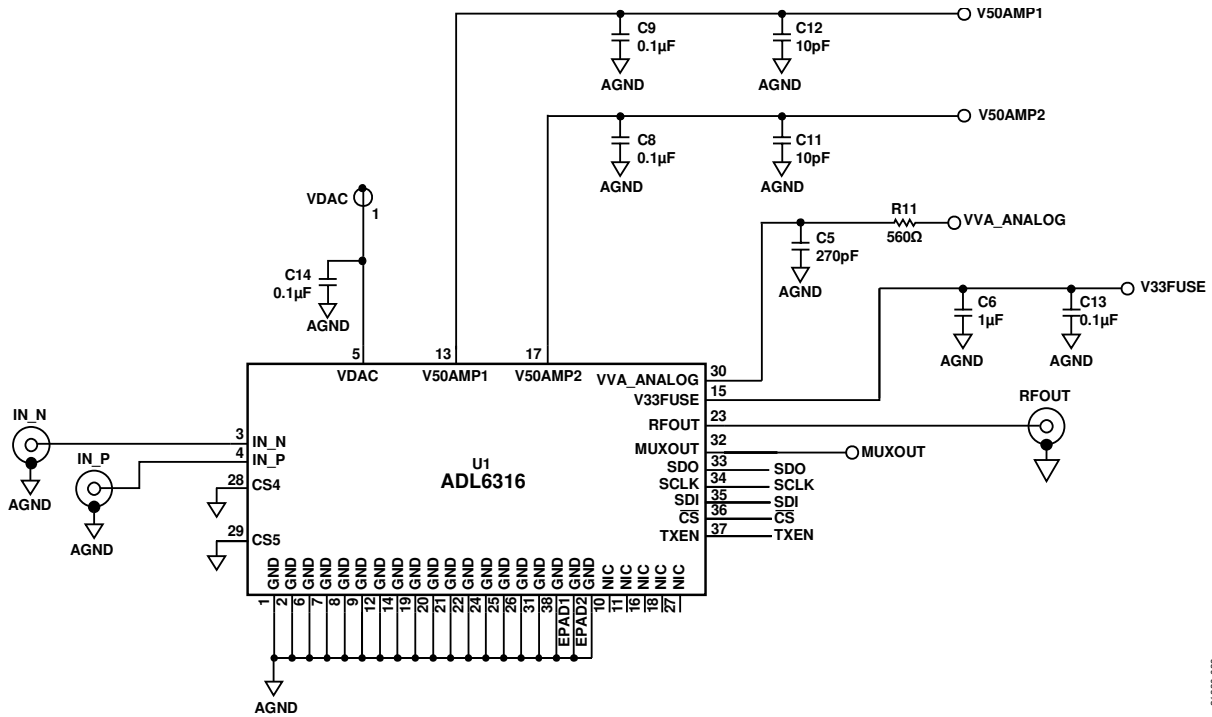 V50AMP1
C9
0.1µF
C12
10pF
AGND
AGND
V50AMP2
C8
0.1µF
C11
10pF
AGND
AGND
VDAC
1
R11
560Ω
VVA_ANALOG
C5
270pF
AGND
C14
0.1µF
AGND
V33FUSE
C6
1µF
C13
0.1µF
AGND
AGND
5
13
17
VDAC
V50AMP1
V50AMP2
VVA_ANALOG
30
V33FUSE
15
RFOUT
23
RFOUT
MUXOUT
32
MUXOUT
SDO
33
SDO
SCLK
34
SCLK
SDI
35
SDI
CS
36
CS
TXEN
37
TXEN
IN_N
3
IN_N
IN_P
4
IN_P
AGND
AGND
28
CS4
29
CS5
U1
ADL6316
GND GND GND GND GND GND GND GND GND GND GND GND GND GND GND GND GND GND GND NIC NIC NIC NIC NIC
1 2 6 7 8 9 12 14 19 20 21 22 24 25 26 31 38 EPAD1 EPAD2 10 11 16 18 27
AGND